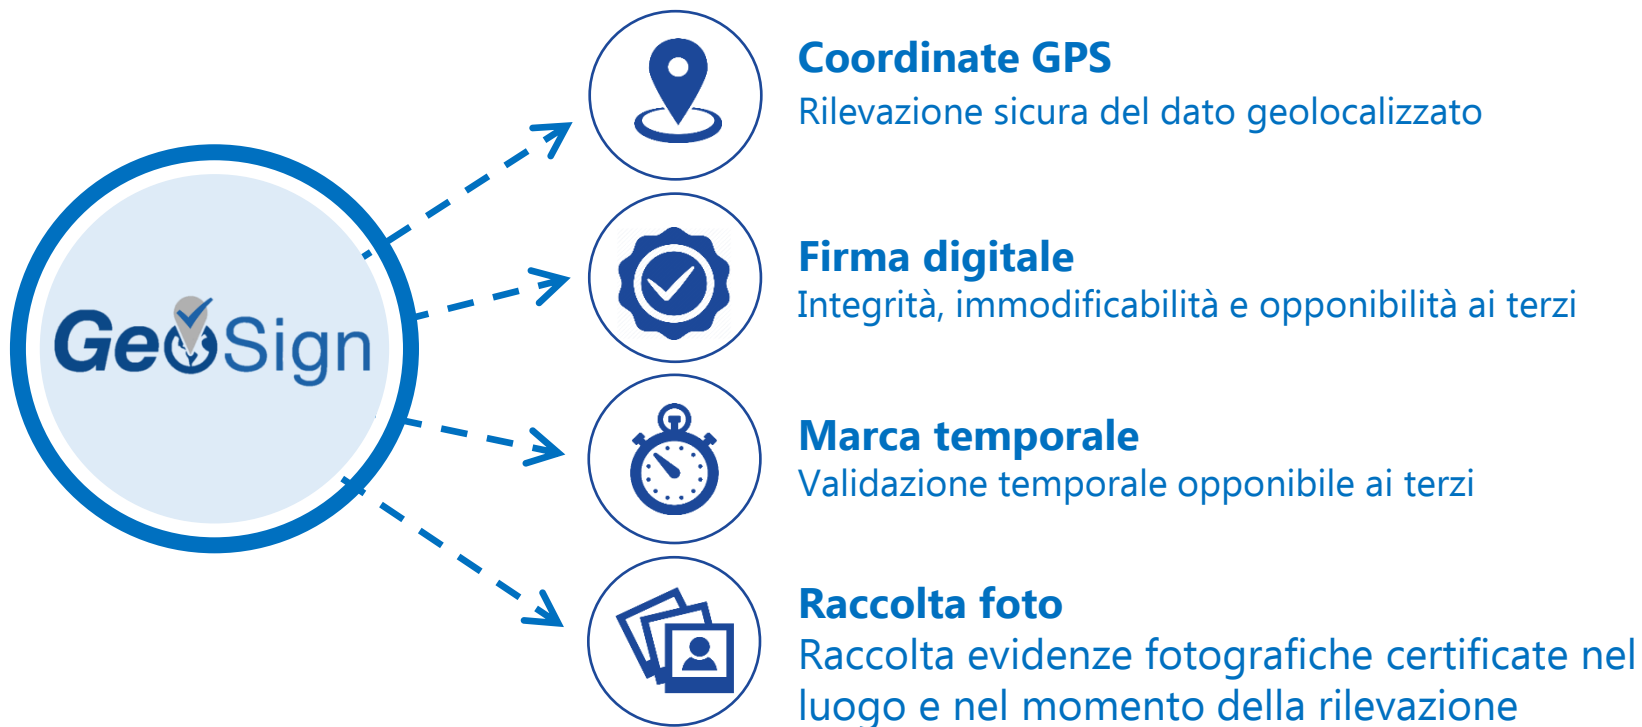 GeoSign
Coordinate GPS
Rilevazione sicura del dato geolocalizzato
Firma digitale
Integrità, immodificabilità e opponibilità ai terzi
Marca temporale
Validazione temporale opponibile ai terzi
Raccolta foto
Raccolta evidenze fotografiche certificate nel
luogo e nel momento della rilevazione